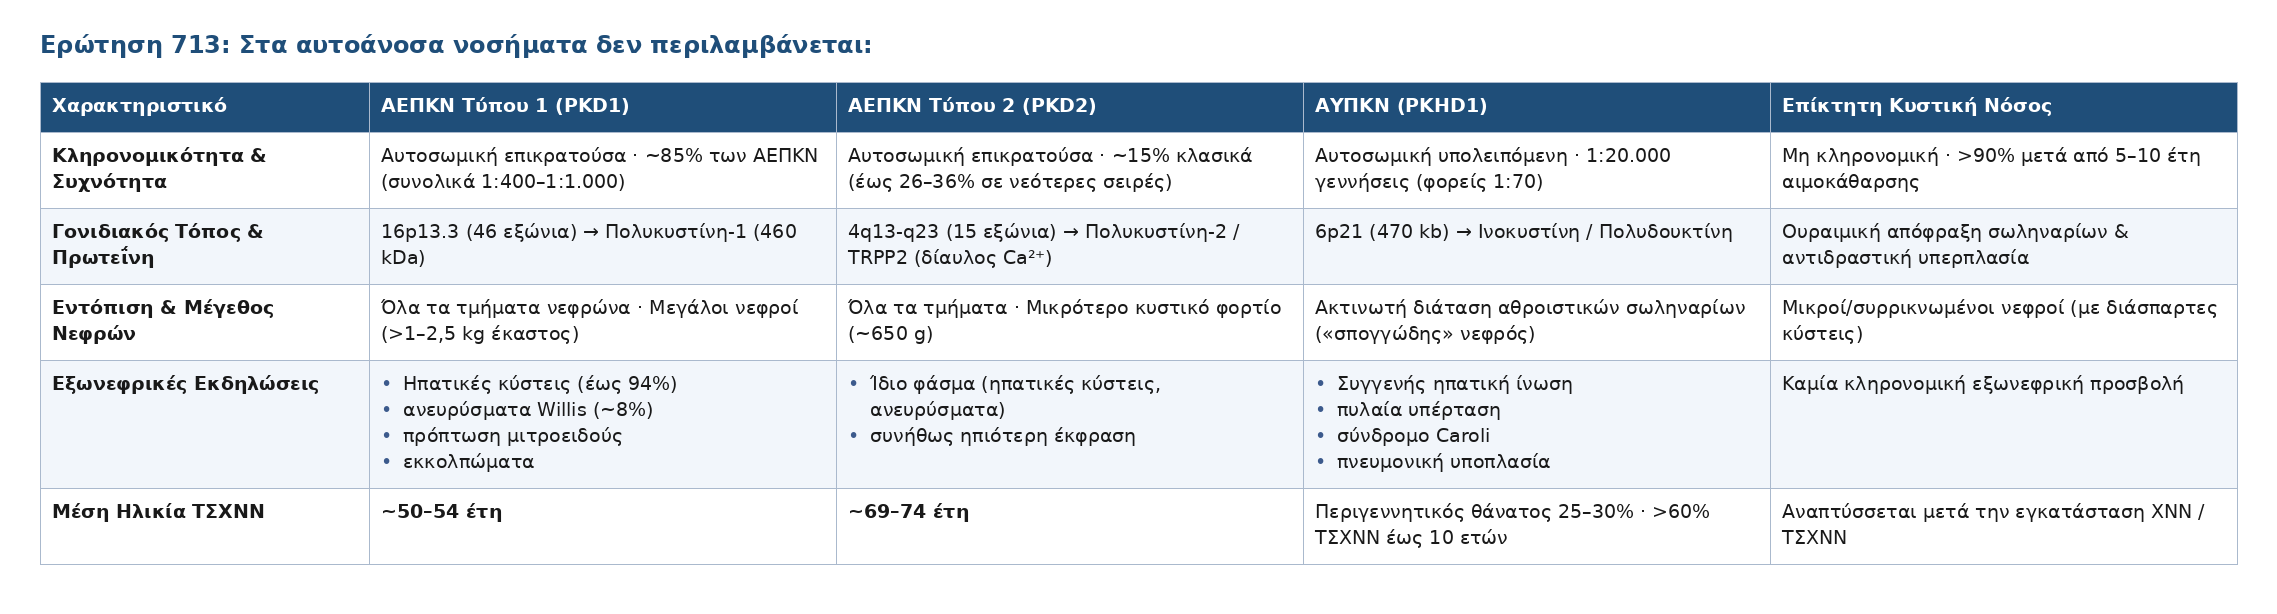 Ερώτηση 713: Στα αυτοάνοσα νοσήματα δεν περιλαμβάνεται:
Χαρακτηριστικό
ΑΕΠΚΝ Τύπου 1 (PKD1)
ΑΕΠΚΝ Τύπου 2 (PKD2)
ΑΥΠΚΝ (PKHD1)
Επίκτητη Κυστική Νόσος
Κληρονομικότητα &
Συχνότητα
Αυτοσωμική επικρατούσα · ~85% των ΑΕΠΚΝ
(συνολικά 1:400–1:1.000)
Αυτοσωμική επικρατούσα · ~15% κλασικά
(έως 26–36% σε νεότερες σειρές)
Αυτοσωμική υπολειπόμενη · 1:20.000
γεννήσεις (φορείς 1:70)
Μη κληρονομική · >90% μετά από 5–10 έτη
αιμοκάθαρσης
Γονιδιακός Τόπος &
Πρωτεΐνη
16p13.3 (46 εξώνια) → Πολυκυστίνη-1 (460
kDa)
4q13-q23 (15 εξώνια) → Πολυκυστίνη-2 /
TRPP2 (δίαυλος Ca²⁺)
6p21 (470 kb) → Ινοκυστίνη / Πολυδουκτίνη
Ουραιμική απόφραξη σωληναρίων &
αντιδραστική υπερπλασία
Εντόπιση & Μέγεθος
Νεφρών
Όλα τα τμήματα νεφρώνα · Μεγάλοι νεφροί
(>1–2,5 kg έκαστος)
Όλα τα τμήματα · Μικρότερο κυστικό φορτίο
(~650 g)
Ακτινωτή διάταση αθροιστικών σωληναρίων
(«σπογγώδης» νεφρός)
Μικροί/συρρικνωμένοι νεφροί (με διάσπαρτες
κύστεις)
Εξωνεφρικές Εκδηλώσεις
• Ηπατικές κύστεις (έως 94%)
• ανευρύσματα Willis (~8%)
• πρόπτωση μιτροειδούς
• εκκολπώματα
• Ίδιο φάσμα (ηπατικές κύστεις,
ανευρύσματα)
• συνήθως ηπιότερη έκφραση
• Συγγενής ηπατική ίνωση
• πυλαία υπέρταση
• σύνδρομο Caroli
• πνευμονική υποπλασία
Καμία κληρονομική εξωνεφρική προσβολή
Μέση Ηλικία ΤΣΧΝΝ
~50–54 έτη
~69–74 έτη
Περιγεννητικός θάνατος 25–30% · >60%
ΤΣΧΝΝ έως 10 ετών
Αναπτύσσεται μετά την εγκατάσταση ΧΝΝ /
ΤΣΧΝΝ